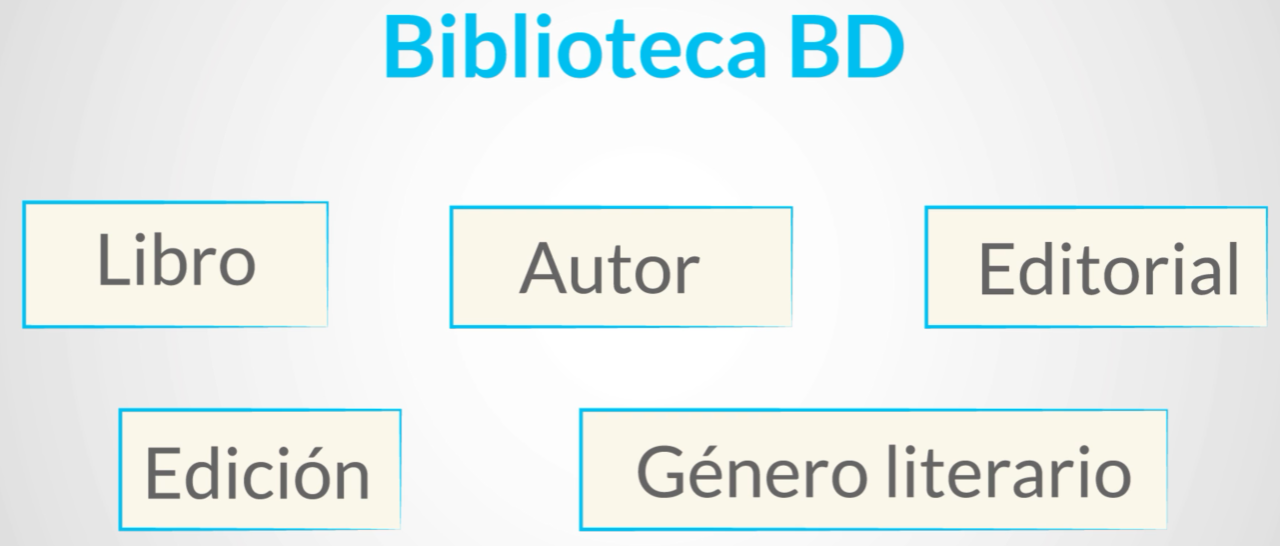 Biblioteca BD
Libro
Autor
Editorial
Edición
Género literario